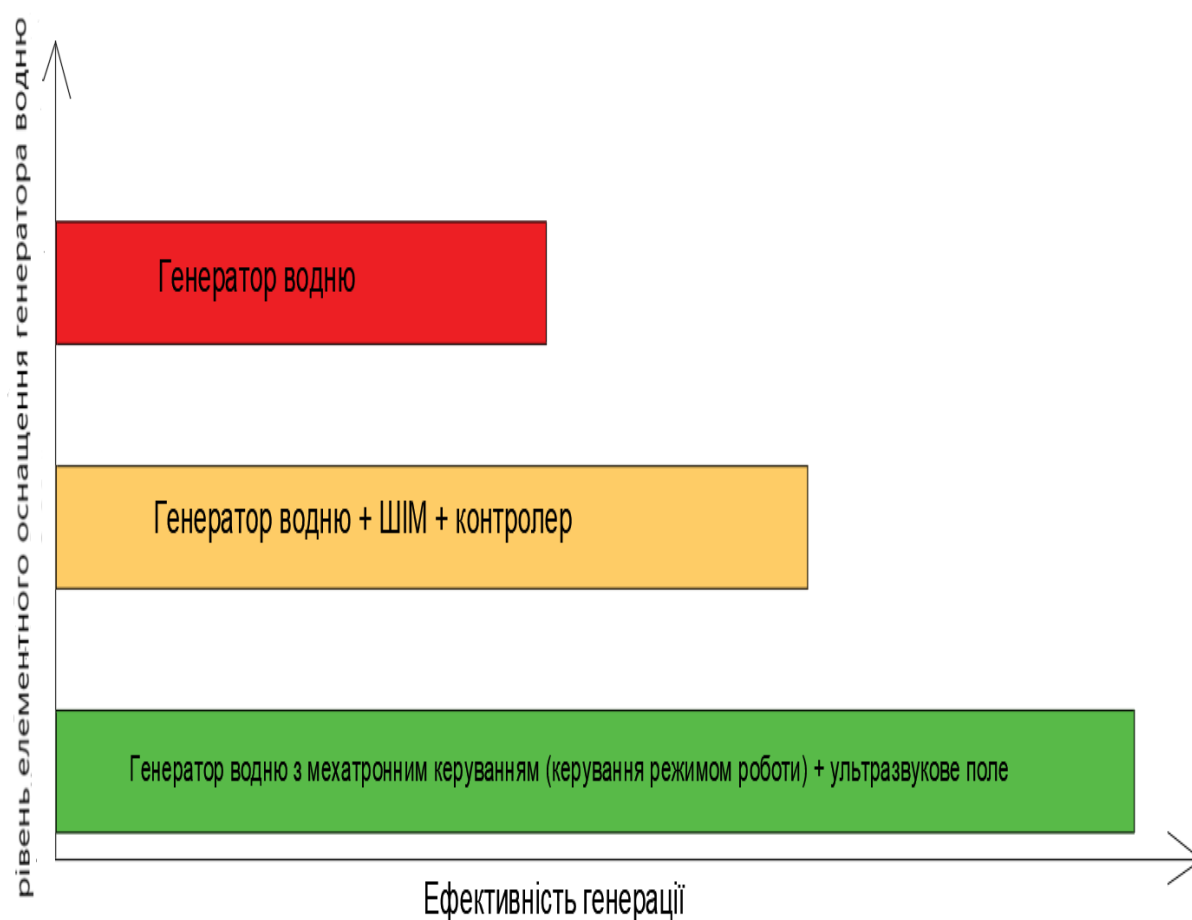 рівень елементного оснащення генератора водню
Генератор водню
Генератор водню + ШІМ + контролер
Генератор водню з мехатронним керуванням (керування режимом роботи) + ультразвукове поле
Ефективність генерації